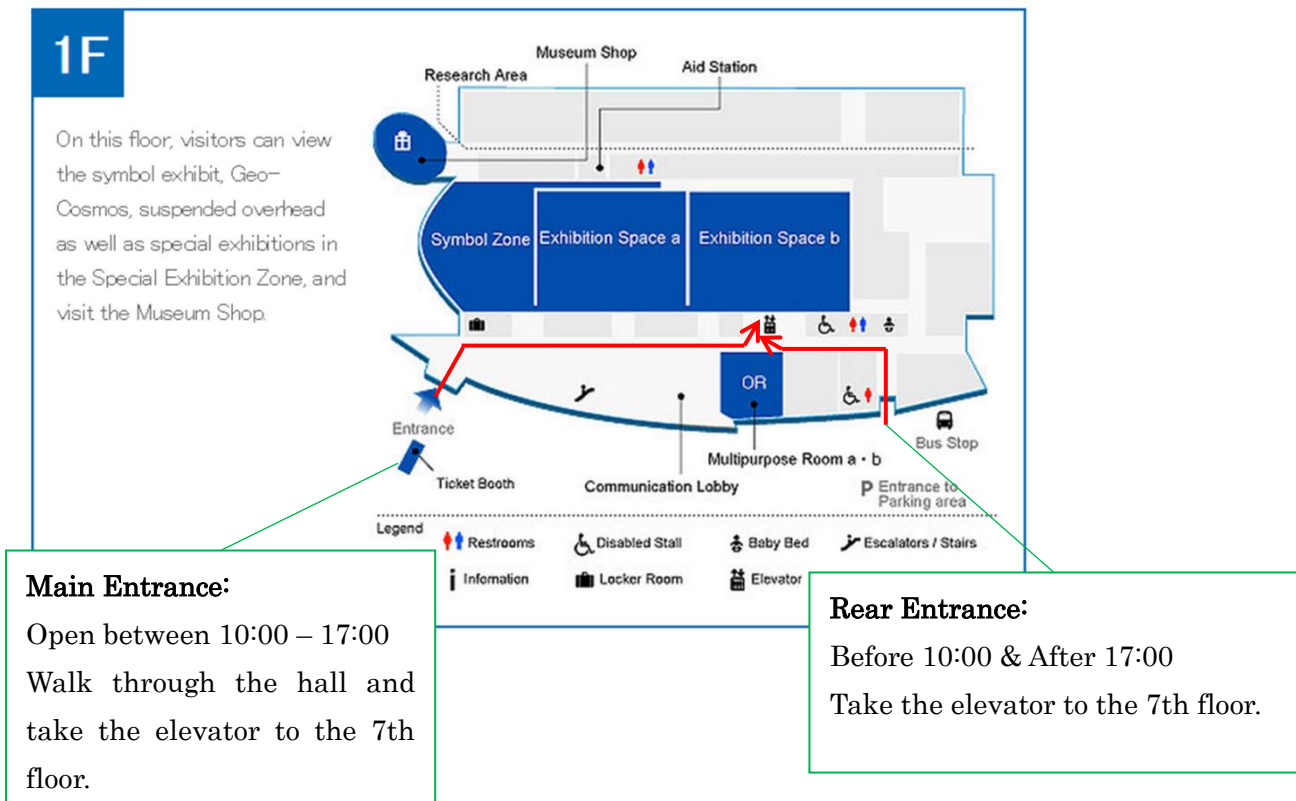 1F
On this floor, visitors can view
the symbol exhibit, Geo-
Cosmos, suspended overhead
as well as special exhibitions in
the Special Exhibition Zone, and
visit the Museum Shop.
Museum Shop
Research Area
Aid Station
Symbol Zone
Exhibition Space a
Exhibition Space b
OR
Entrance
Ticket Booth
Communication Lobby
Multipurpose Room a・b
Bus Stop
P Entrance to
Parking area
Legend
Restrooms
Disabled Stall
Baby Bed
Escalators / Stairs
Infomation
Locker Room
Elevator
Main Entrance:
Open between 10:00 – 17:00
Walk through the hall and
take the elevator to the 7th
floor.
Rear Entrance:
Before 10:00 & After 17:00
Take the elevator to the 7th floor.